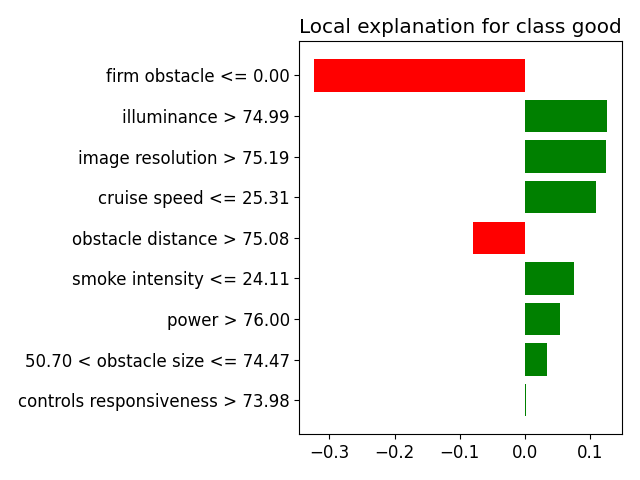 Local explanation for class good
firm obstacle <= 0.00
illuminance > 74.99
image resolution > 75.19
cruise speed <= 25.31
obstacle distance > 75.08
smoke intensity <= 24.11
power > 76.00
50.70 < obstacle size <= 74.47
controls responsiveness > 73.98
−0.3 −0.2 −0.1 0.0 0.1